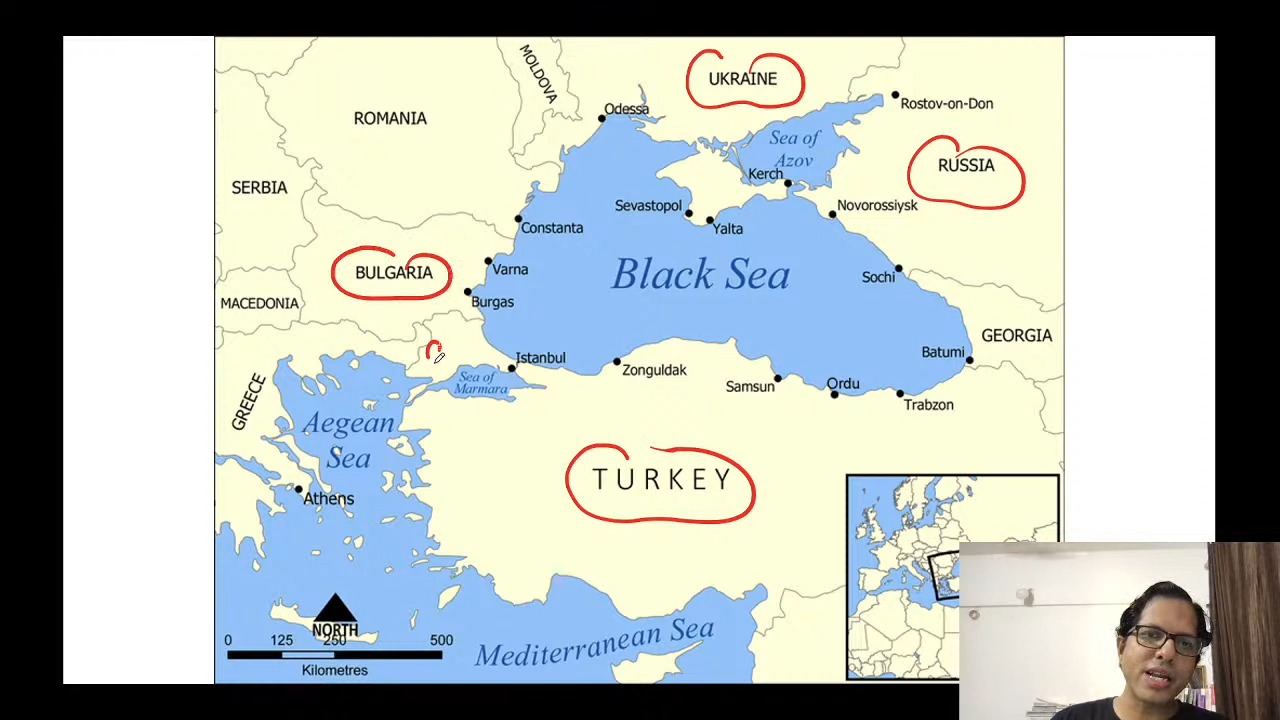 MOLDOVA
UKRAINE
ROMANIA
Odessa
Rostov-on-Don
Sea of
Azov
RUSSIA
Kerch
SERBIA
Sevastopol
Novorossiysk
Constanta
Yalta
BULGARIA
Varna
Black Sea
Sochi
MACEDONIA
Burgas
GEORGIA
Istanbul
Batumi
Zonguldak
Sea of
Marmara
Samsun
Ordu
Trabzon
GREECE
Aegean
Sea
TURKEY
Athens
NORTH
0 125 250 500
Kilometres
Mediterranean Sea